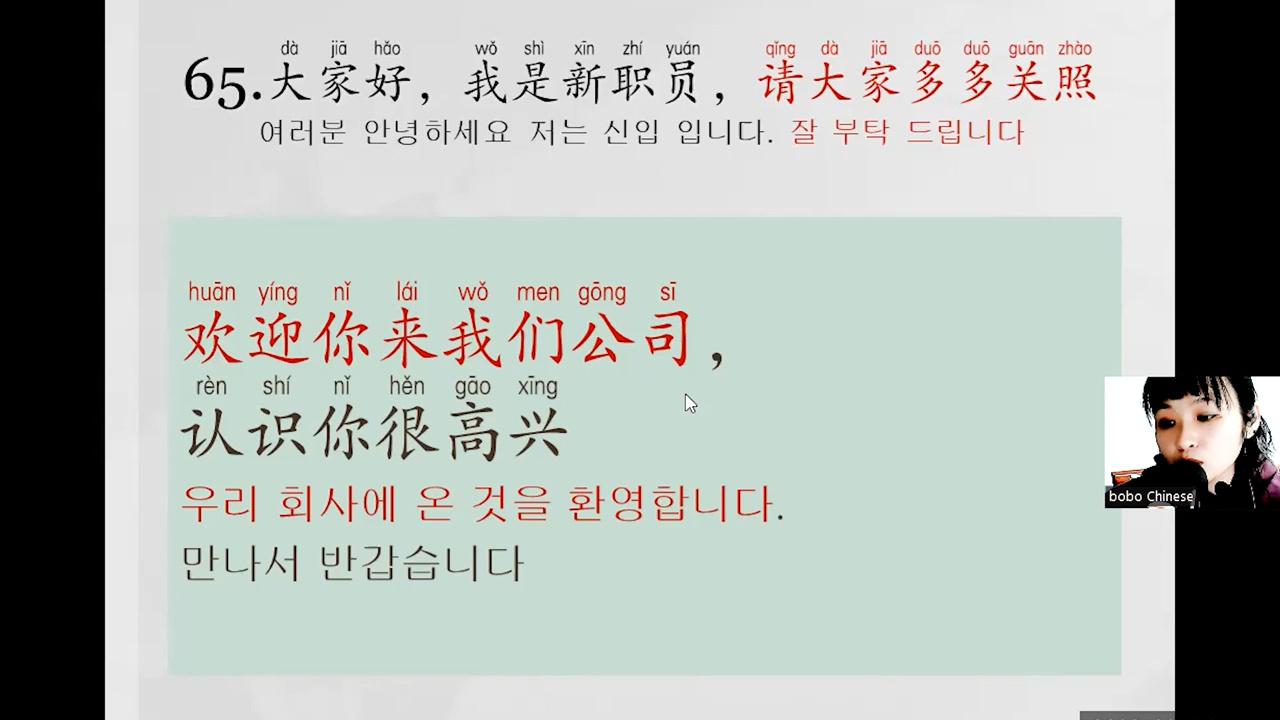 dà jiā hǎo wǒ shì xīn zhí yuán qǐng dà jiā duō duō guān zhào
65.大家好，我是新职员，请大家多多关照
여러분 안녕하세요 저는 신입 입니다. 잘 부탁 드립니다
huān yíng nǐ lái wǒ men gōng sī
欢迎你来我们公司，
rèn shí nǐ hěn gāo xīng
认识你很高兴
우리 회사에 온 것을 환영합니다.
만나서 반갑습니다
bobo Chinese